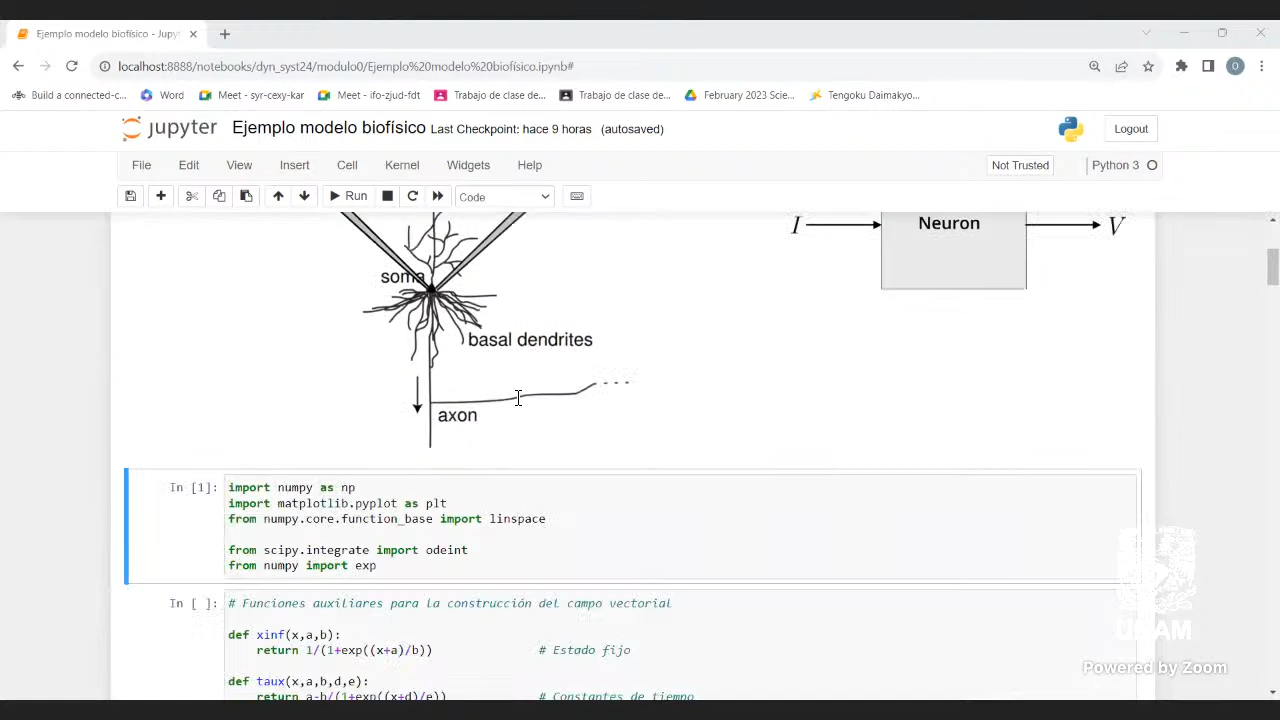 Ejemplo modelo biofísico - Jupyt
localhost:8888/notebooks/dyn_syst24/modulo0/Ejemplo%20modelo%20biofísico.ipynb#
O
Build a connected-c...
Word
Meet - syr-cexy-kar
Meet - ifo-zjud-fdt
Trabajo de clase de...
Trabajo de clase de...
February 2023 Scie...
Tengoku Daimakyo...
jupyter
Ejemplo modelo biofísico
Last Checkpoint: hace 9 horas (autosaved)
Logout
File Edit View Insert Cell Kernel Widgets Help
Not Trusted
Python 3
Run
Code
I
Neuron
V
soma
basal dendrites
axon
In [1]:
import numpy as np
import matplotlib.pyplot as plt
from numpy.core.function_base import linspace
from scipy.integrate import odeint
from numpy import exp
In [ ]:
# Funciones auxiliares para la construcción del campo vectorial
def xinf(x,a,b):
return 1/(1+exp((x+a)/b)) # Estado fijo
def taux(x,a,b,d,e):
return a-b/(1+exp((x+d)/e)) # Constantes de tiempo
UNAM
Powered by Zoom